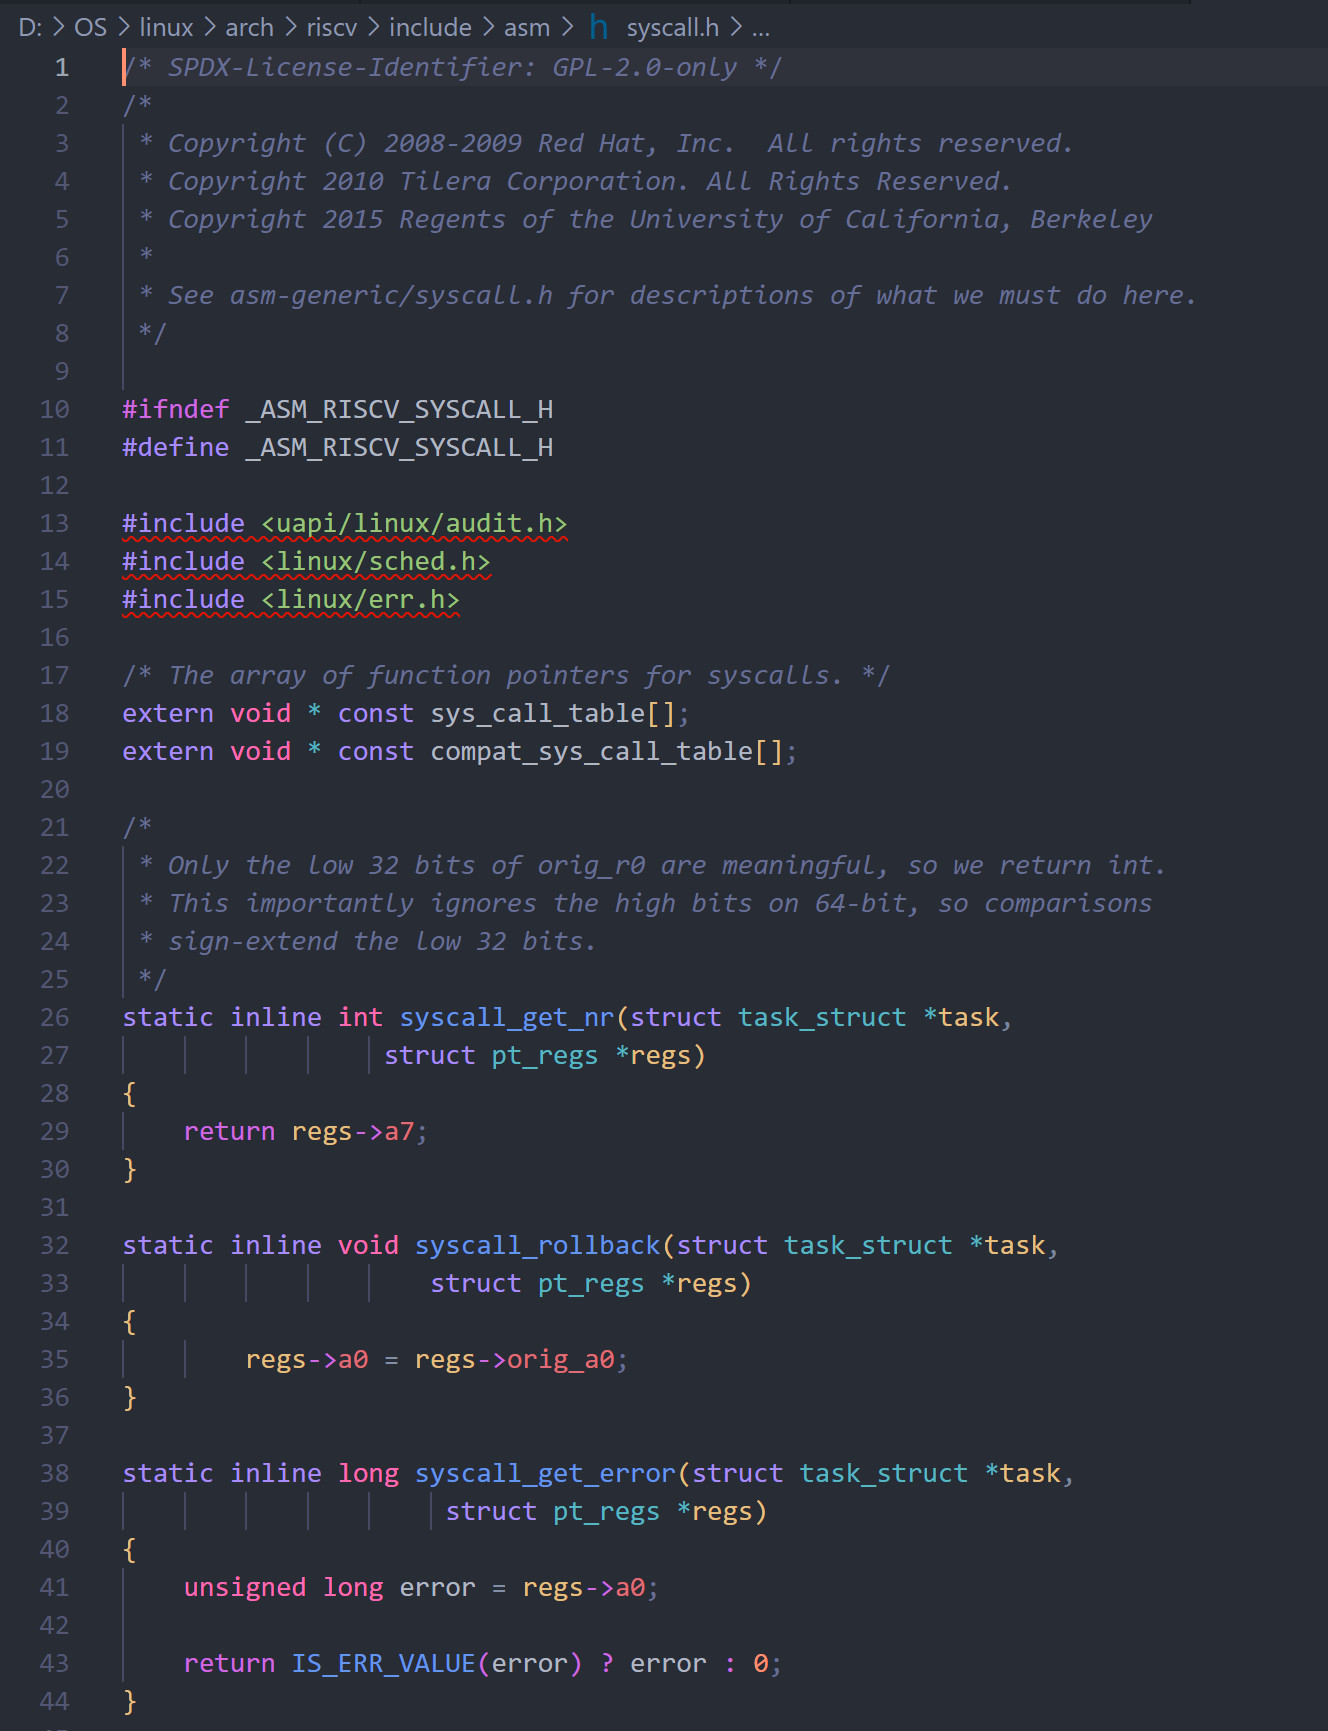 D: > OS > linux > arch > riscv > include > asm > h syscall.h > ...
1 /* SPDX-License-Identifier: GPL-2.0-only */
2 /*
3  * Copyright (C) 2008-2009 Red Hat, Inc.  All rights reserved.
4  * Copyright 2010 Tilera Corporation. All Rights Reserved.
5  * Copyright 2015 Regents of the University of California, Berkeley
6  *
7  * See asm-generic/syscall.h for descriptions of what we must do here.
8  */
9
10 #ifndef _ASM_RISCV_SYSCALL_H
11 #define _ASM_RISCV_SYSCALL_H
12
13 #include <uapi/linux/audit.h>
14 #include <linux/sched.h>
15 #include <linux/err.h>
16
17 /* The array of function pointers for syscalls. */
18 extern void * const sys_call_table[];
19 extern void * const compat_sys_call_table[];
20
21 /*
22  * Only the low 32 bits of orig_r0 are meaningful, so we return int.
23  * This importantly ignores the high bits on 64-bit, so comparisons
24  * sign-extend the low 32 bits.
25  */
26 static inline int syscall_get_nr(struct task_struct *task,
27                  struct pt_regs *regs)
28 {
29     return regs->a7;
30 }
31
32 static inline void syscall_rollback(struct task_struct *task,
33                     struct pt_regs *regs)
34 {
35         regs->a0 = regs->orig_a0;
36 }
37
38 static inline long syscall_get_error(struct task_struct *task,
39                      struct pt_regs *regs)
40 {
41     unsigned long error = regs->a0;
42
43     return IS_ERR_VALUE(error) ? error : 0;
44 }